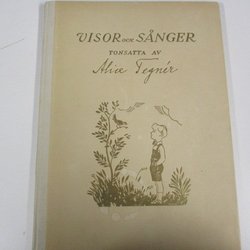 VISOR OCH SÅNGER
TONSATTA AV
Alice Tegnér